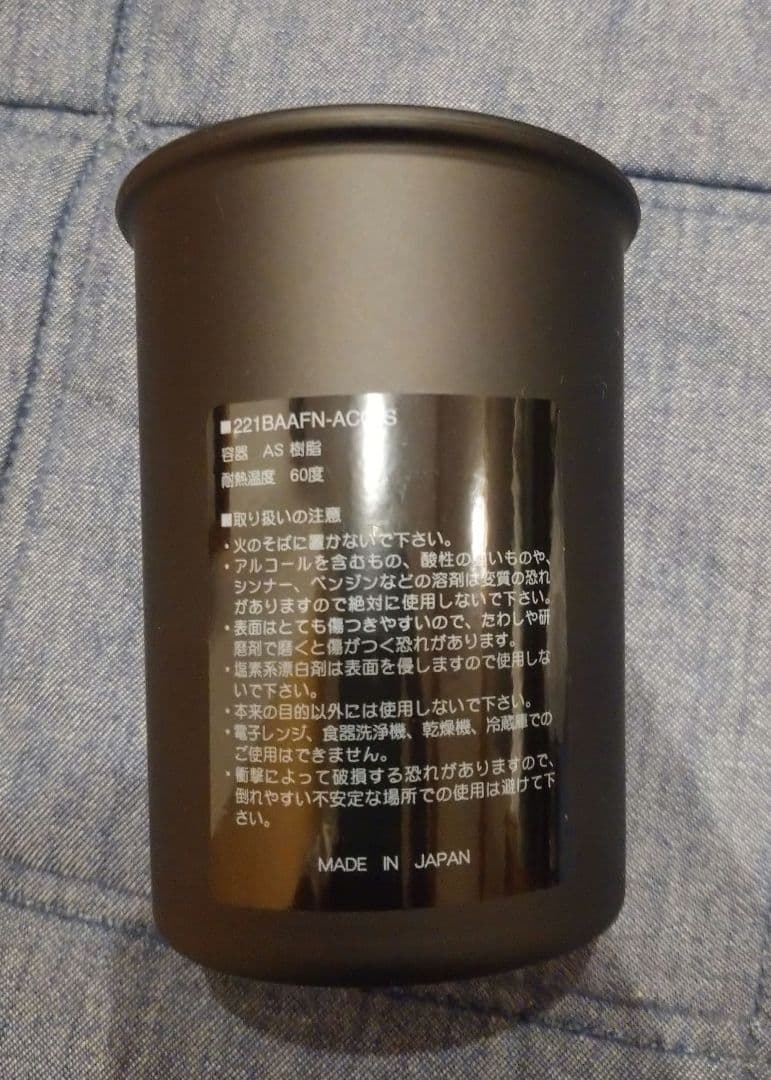 ■221BAAFN-
容器 AS 樹脂
耐熱温度 60度
■取り扱いの注意
・火のそばに置かないで下さい。
・アルコールを含むもの、酸性の強いものや、
シンナー、ベンジンなどの溶剤は変質の恐れ
がありますので絶対に使用しないで下さい。
・表面はとても傷つきやすいので、たわしや研
磨剤で磨くと傷がつく恐れがあります。
・塩素系漂白剤は表面を侵しますので使用しな
いで下さい。
・本来の目的以外には使用しないで下さい。
・電子レンジ、食器洗浄機、乾燥機、冷蔵庫での
ご使用はできません。
・衝撃によって破損する恐れがありますので、
倒れやすい不安定な場所での使用は避けて下
さい。
MADE IN JAPAN